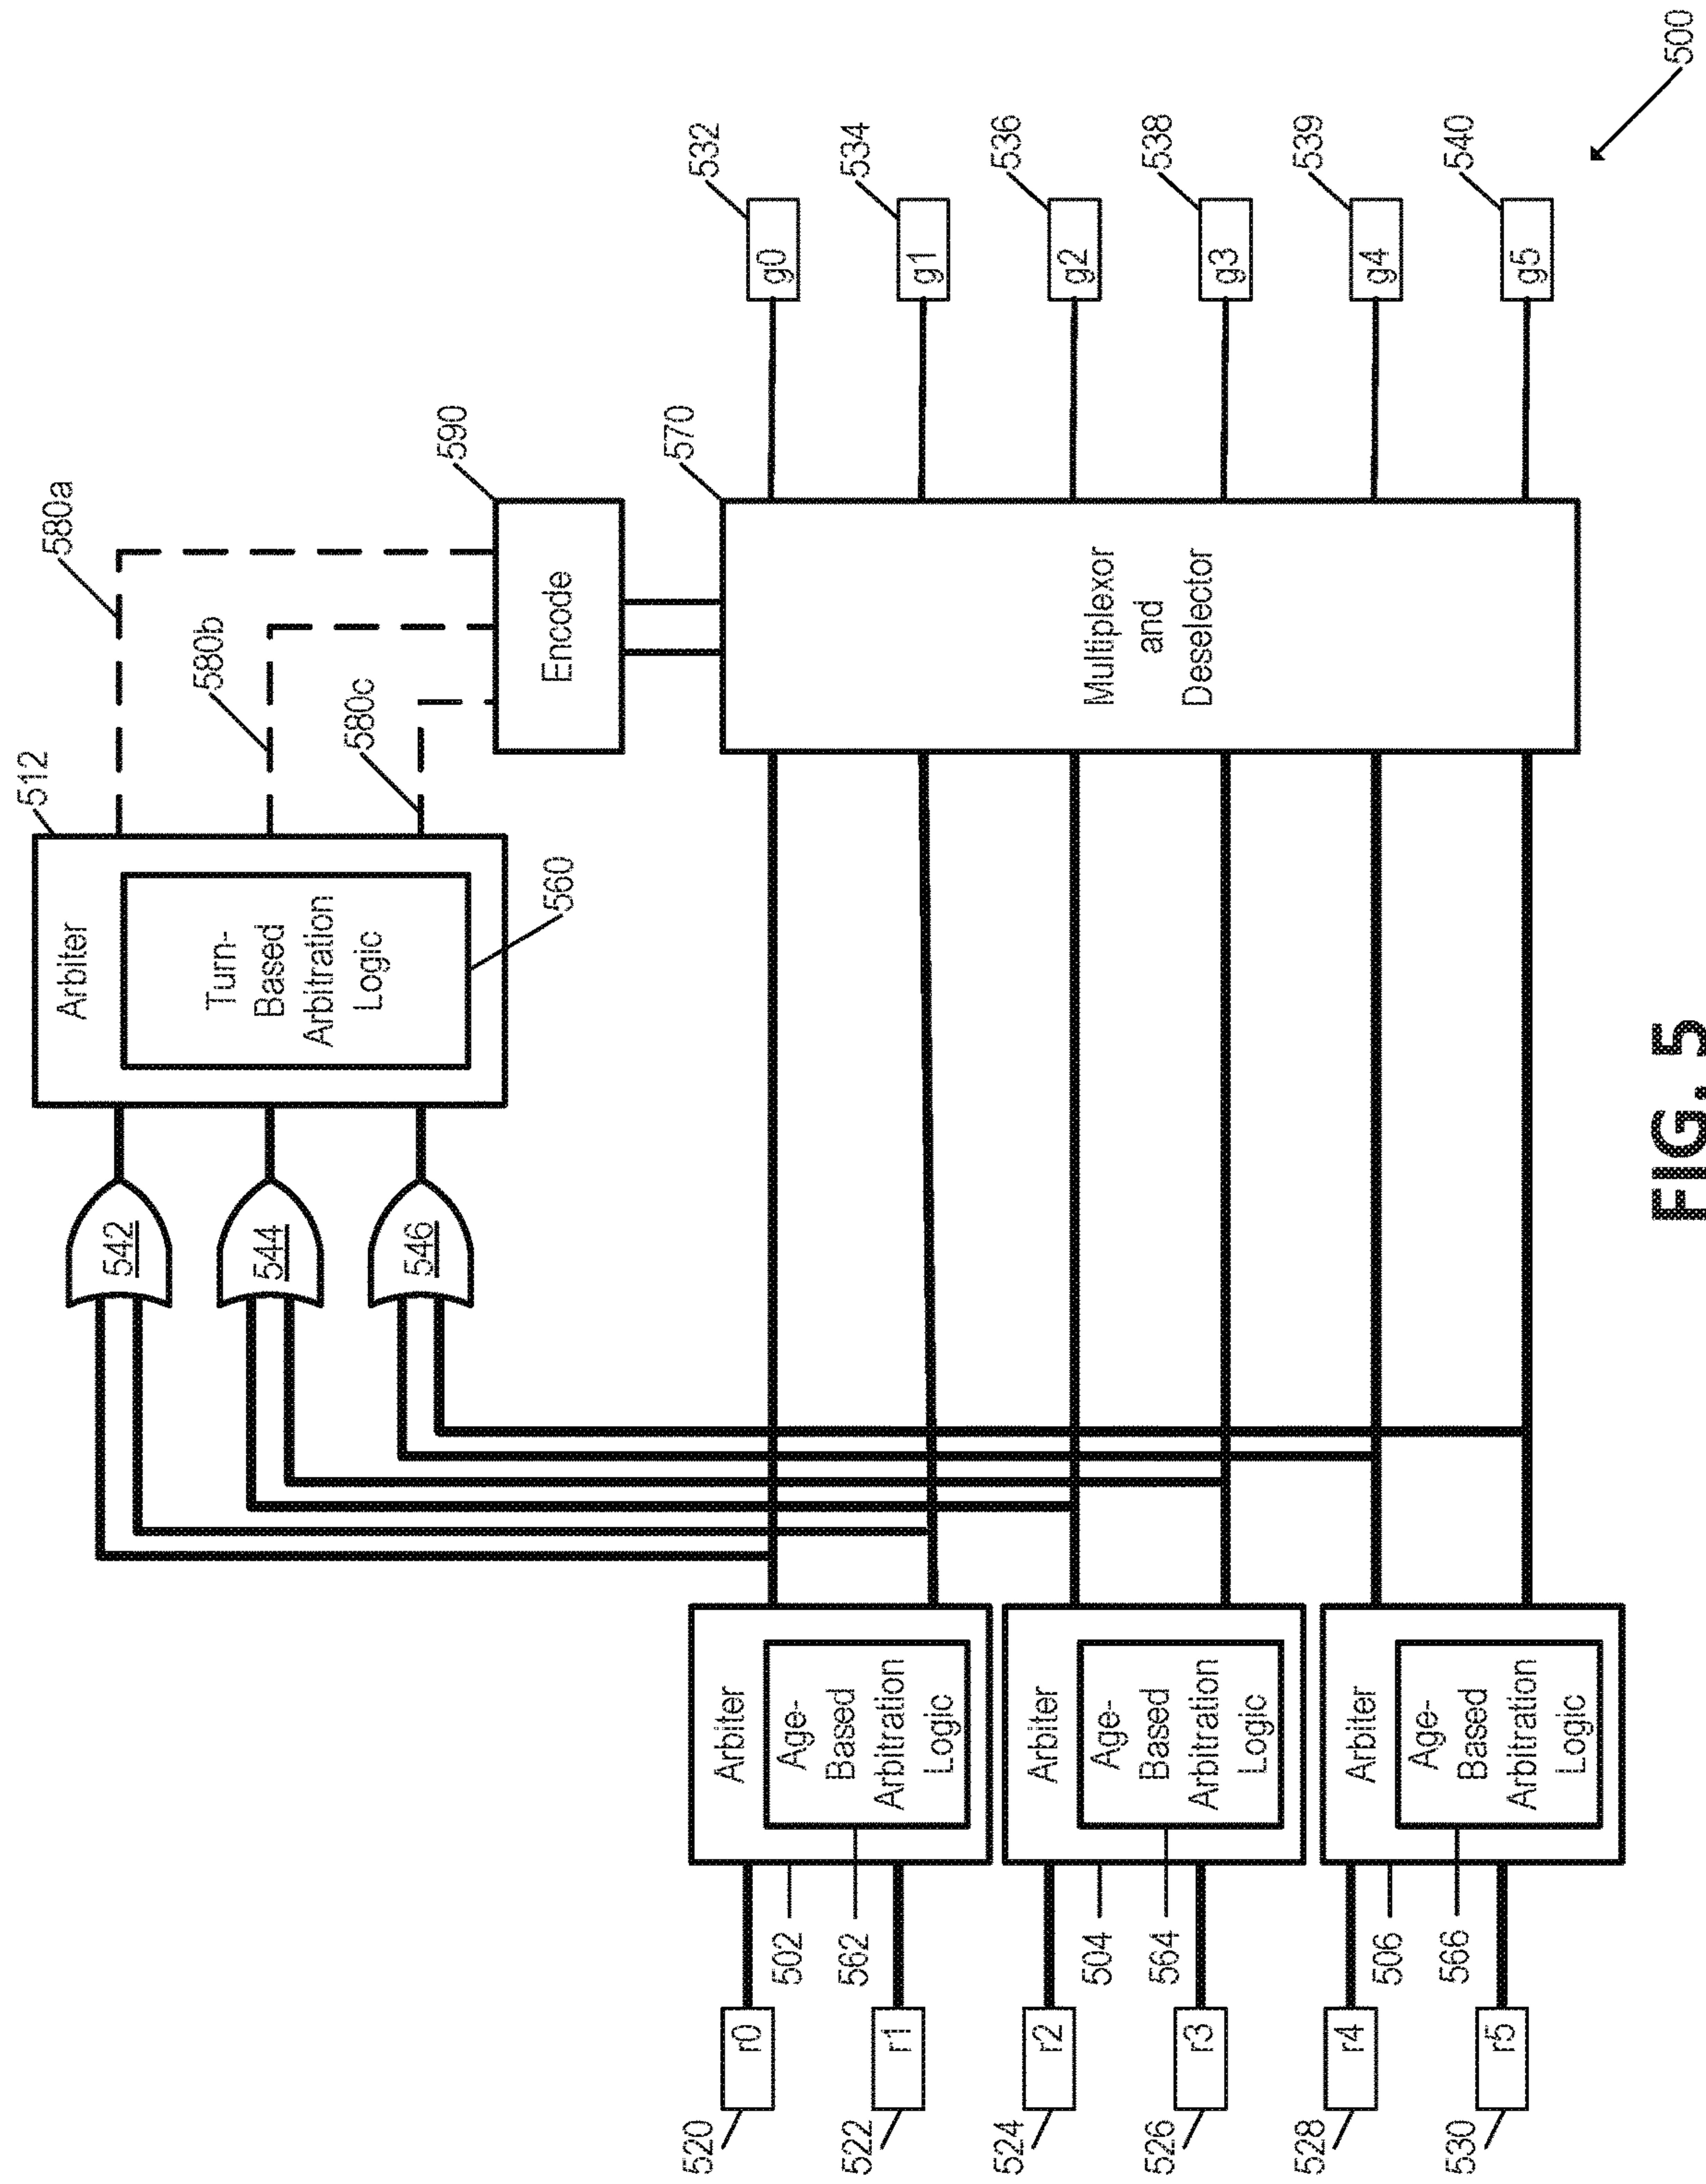 512
Arbiter
Turn-
Based
Arbitration
Logic
560
542
544
546
580a
580b
580c
590
Encode
570
Multiplexor
and
Deselector
520
r0
522
r1
524
r2
526
r3
528
r4
530
r5
502
562
504
564
506
566
Arbiter
Age-
Based
Arbitration
Logic
Arbiter
Age-
Based
Arbitration
Logic
Arbiter
Age-
Based
Arbitration
Logic
g0
532
g1
534
g2
536
g3
538
g4
539
g5
540
500
FIG. 5